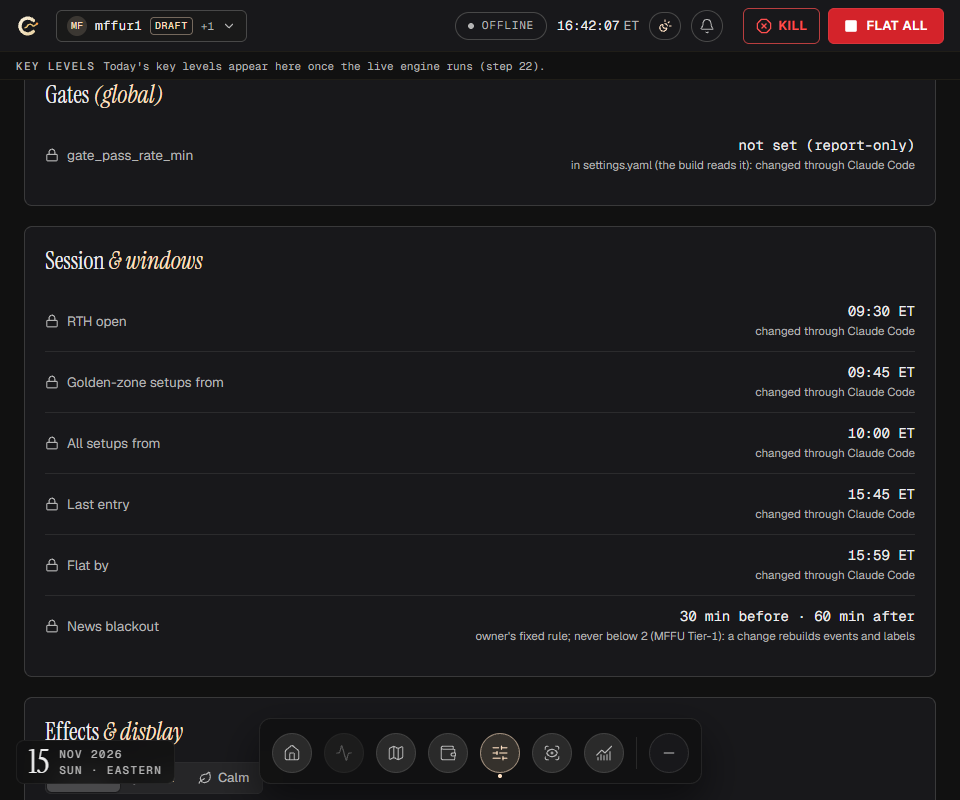 MF mffur1 DRAFT +1
OFFLINE 16:42:07 ET KILL FLAT ALL
KEY LEVELS Today's key levels appear here once the live engine runs (step 22).
Gates (global)
gate_pass_rate_min
not set (report-only)
in settings.yaml (the build reads it): changed through Claude Code
Session & windows
RTH open
09:30 ET
changed through Claude Code
Golden-zone setups from
09:45 ET
changed through Claude Code
All setups from
10:00 ET
changed through Claude Code
Last entry
15:45 ET
changed through Claude Code
Flat by
15:59 ET
changed through Claude Code
News blackout
30 min before · 60 min after
owner's fixed rule; never below 2 (MFFU Tier-1): a change rebuilds events and labels
Effects & display
15 NOV 2026
SUN · EASTERN
Calm